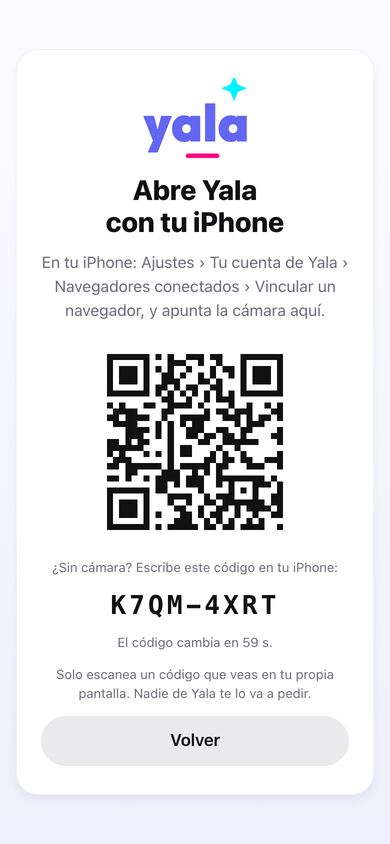 yala
Abre Yala
con tu iPhone
En tu iPhone: Ajustes › Tu cuenta de Yala ›
Navegadores conectados › Vincular un
navegador, y apunta la cámara aquí.
¿Sin cámara? Escribe este código en tu iPhone:
K7QM–4XRT
El código cambia en 59 s.
Solo escanea un código que veas en tu propia
pantalla. Nadie de Yala te lo va a pedir.
Volver